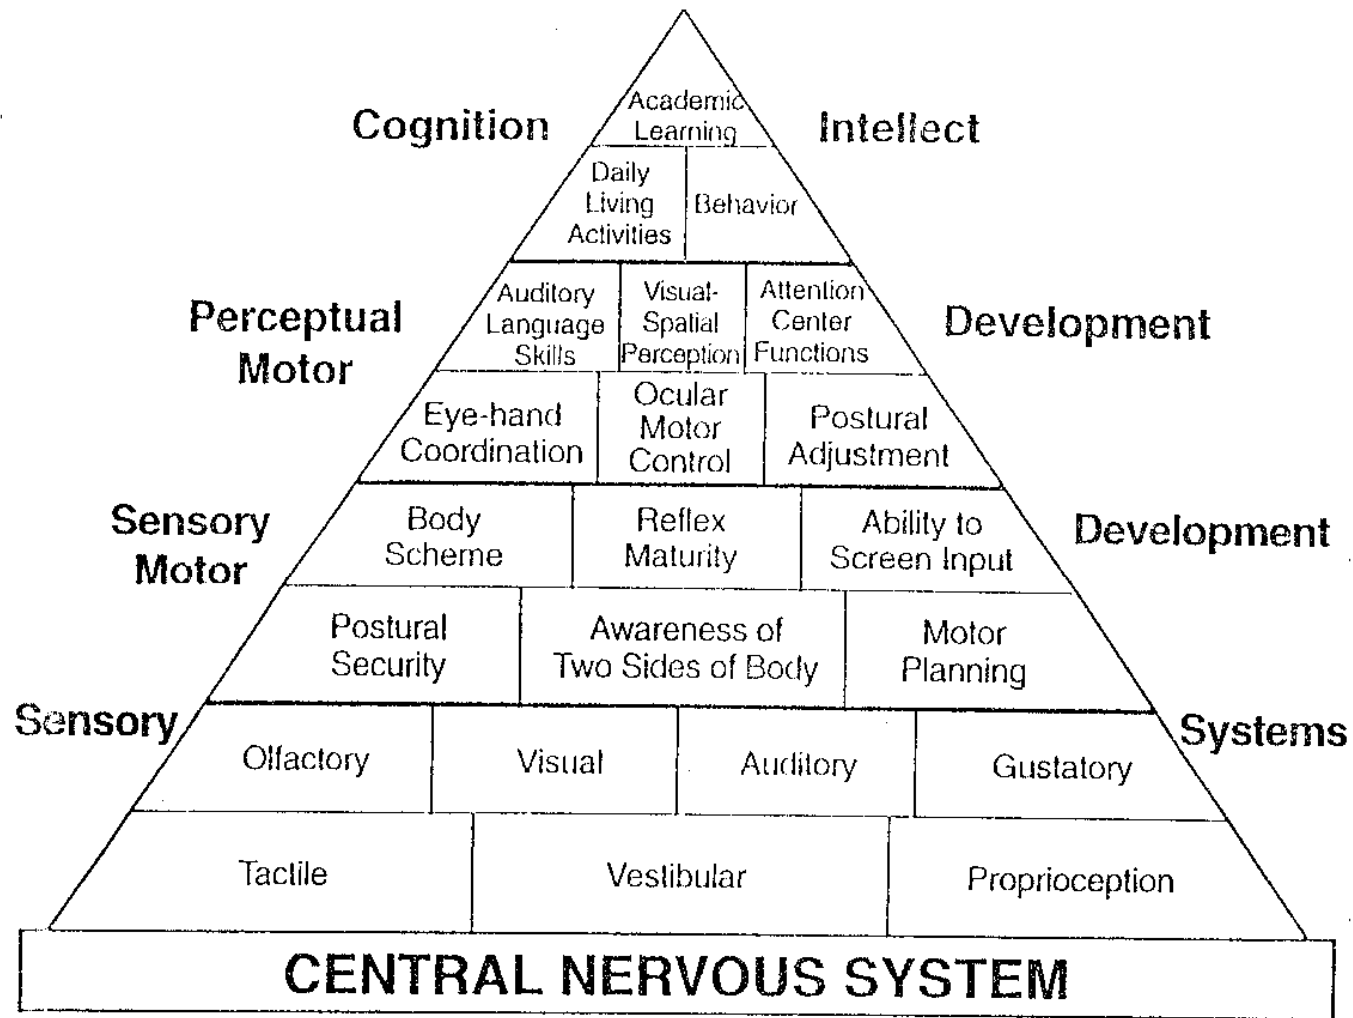 Academic
Learning
Cognition
Intellect
Daily
Living
Activities
Behavior
Auditory
Language
Skills
Visual-
Spatial
Perception
Attention
Center
Functions
Perceptual
Motor
Development
Eye-hand
Coordination
Ocular
Motor
Control
Postural
Adjustment
Sensory
Motor
Body
Scheme
Reflex
Maturity
Ability to
Screen Input
Development
Postural
Security
Awareness of
Two Sides of Body
Motor
Planning
Sensory
Systems
Olfactory
Visual
Auditory
Gustatory
Tactile
Vestibular
Proprioception
CENTRAL NERVOUS SYSTEM